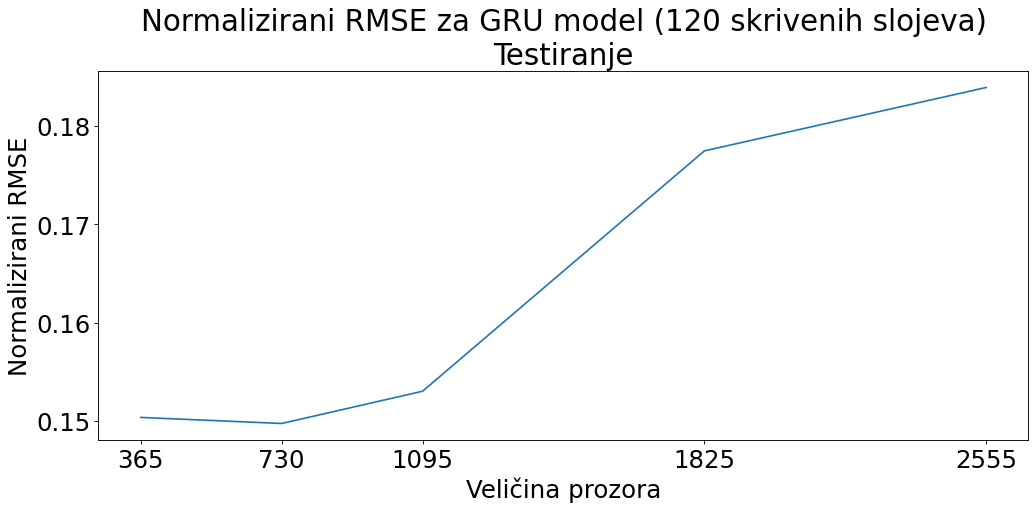 Normalizirani RMSE za GRU model (120 skrivenih slojeva)
Testiranje
Normalizirani RMSE
0.18
0.17
0.16
0.15
365 730 1095 1825 2555
Veličina prozora